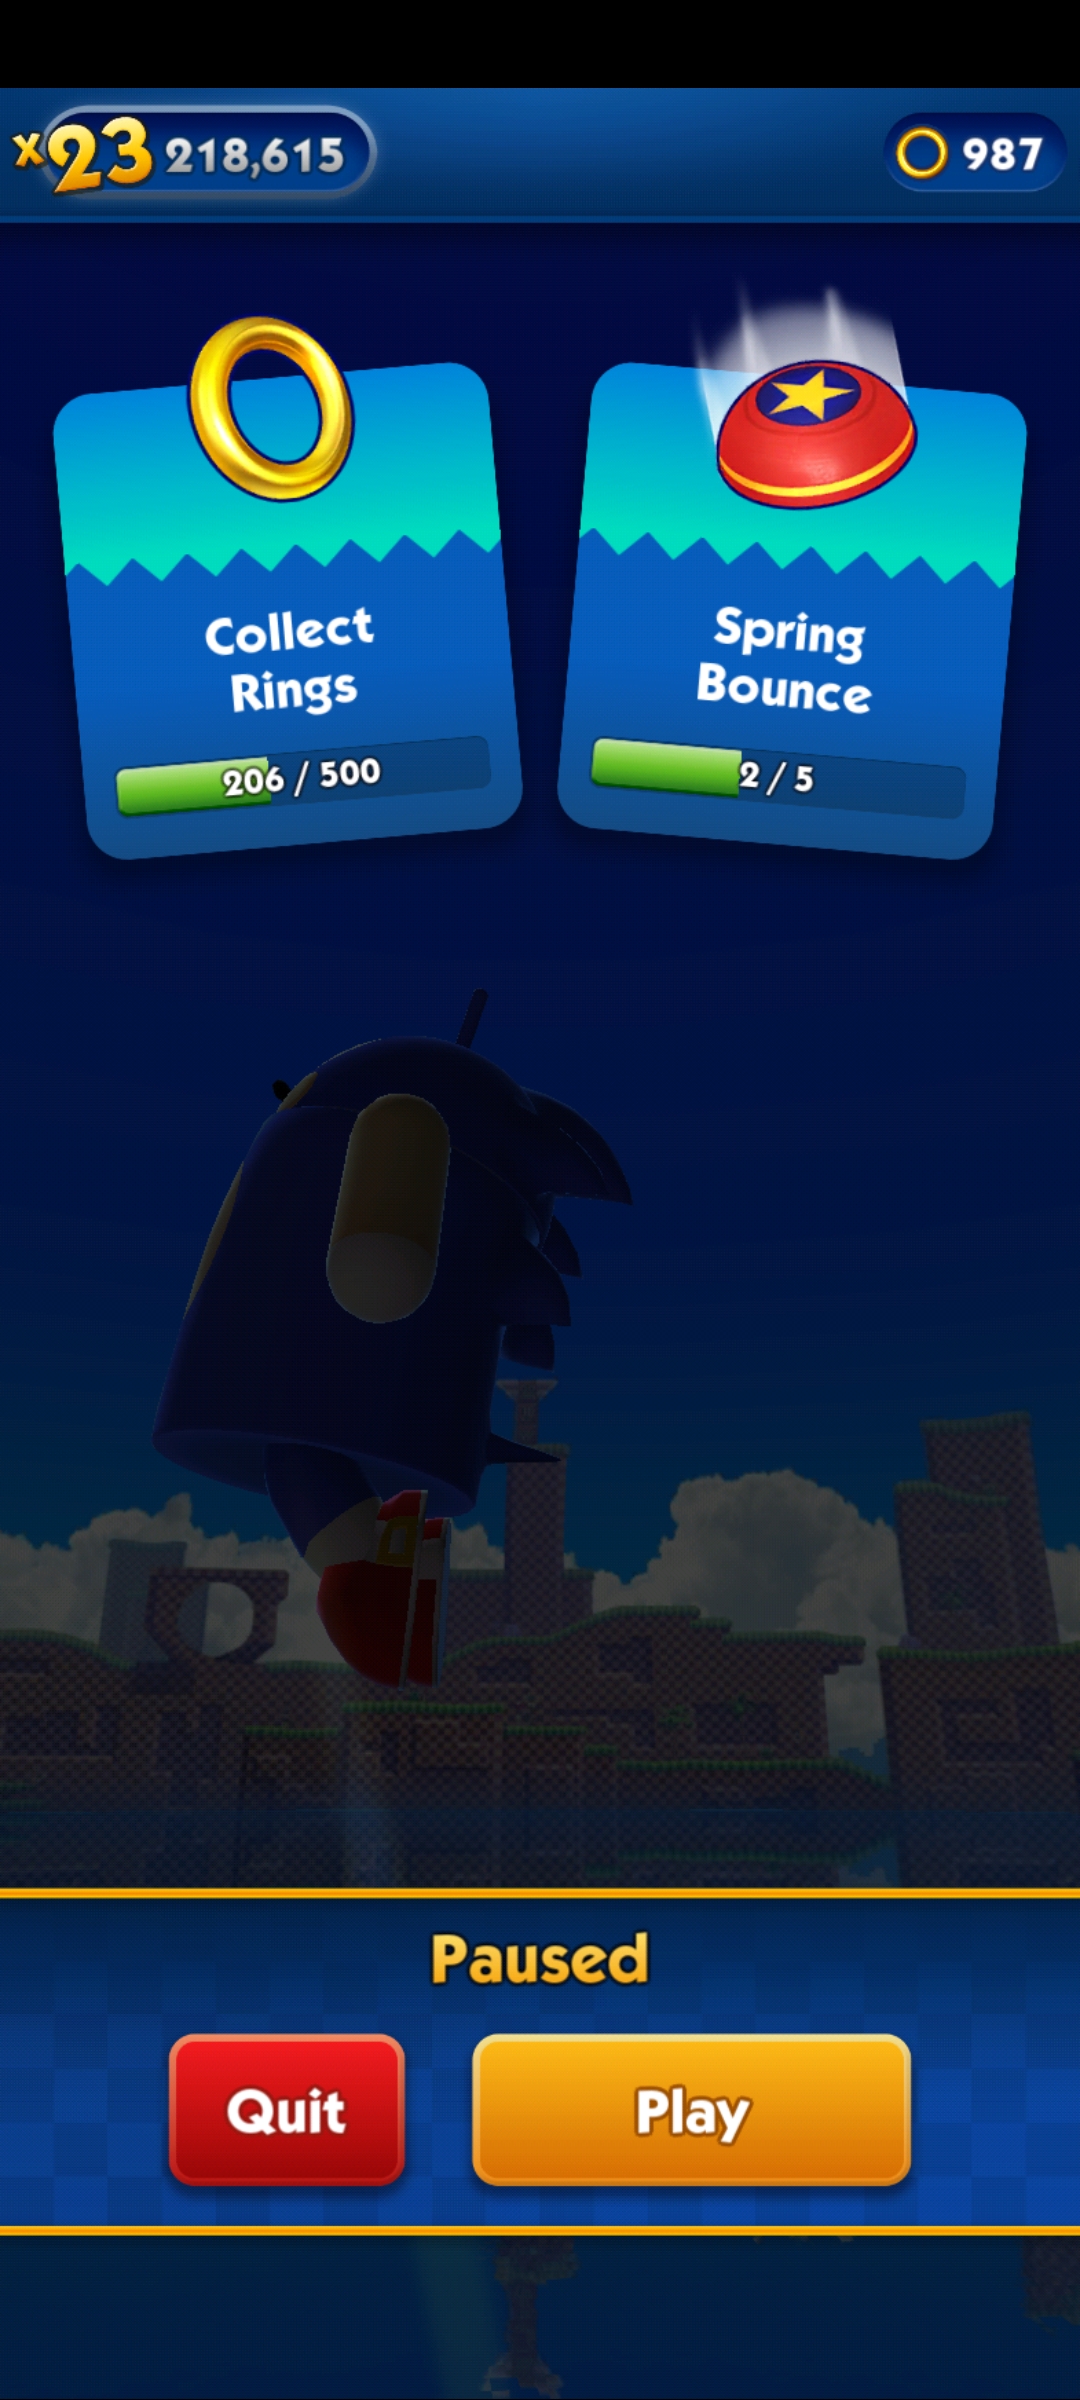 x23 218,615
987
Collect
Rings
206 / 500
Spring
Bounce
2 / 5
Paused
Quit
Play